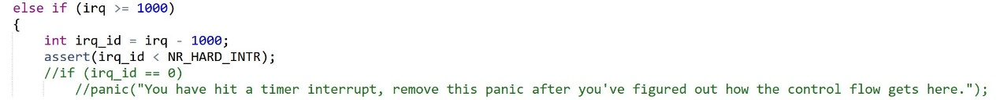 else if (irq >= 1000)
{
int irq_id = irq - 1000;
assert(irq_id < NR_HARD_INTR);
//if (irq_id == 0)
//panic("You have hit a timer interrupt, remove this panic after you've figured out how the control flow gets here.");